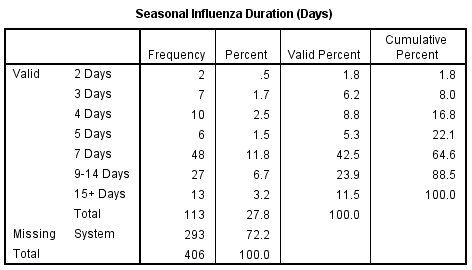 Seasonal Influenza Duration (Days)
Frequency Percent Valid Percent Cumulative Percent
Valid 2 Days 2 .5 1.8 1.8
3 Days 7 1.7 6.2 8.0
4 Days 10 2.5 8.8 16.8
5 Days 6 1.5 5.3 22.1
7 Days 48 11.8 42.5 64.6
9-14 Days 27 6.7 23.9 88.5
15+ Days 13 3.2 11.5 100.0
Total 113 27.8 100.0
Missing System 293 72.2
Total 406 100.0